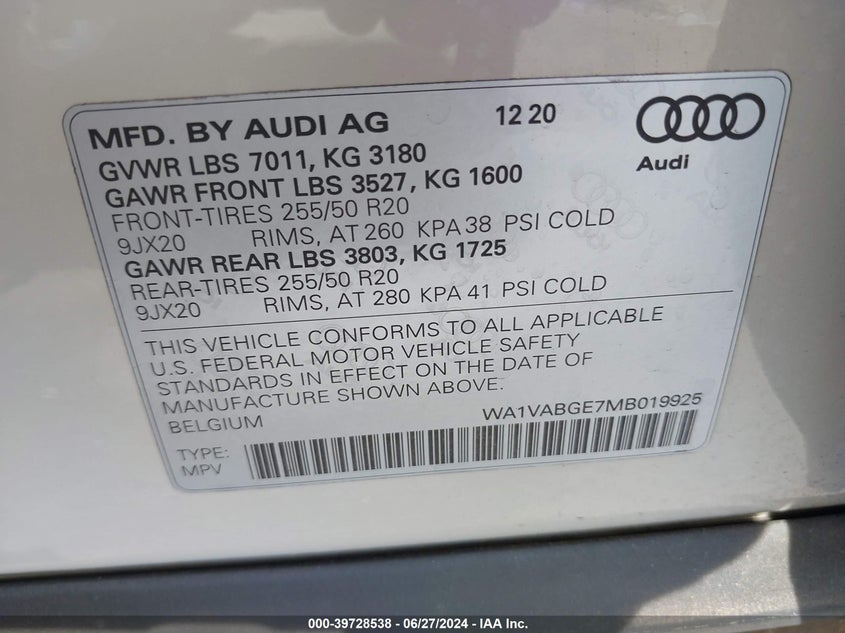 MFD. BY AUDI AG 12 20
Audi
GVWR LBS 7011, KG 3180
GAWR FRONT LBS 3527, KG 1600
FRONT-TIRES 255/50 R20
9JX20 RIMS, AT 260 KPA 38 PSI COLD
GAWR REAR LBS 3803, KG 1725
REAR-TIRES 255/50 R20
9JX20 RIMS, AT 280 KPA 41 PSI COLD
THIS VEHICLE CONFORMS TO ALL APPLICABLE
U.S. FEDERAL MOTOR VEHICLE SAFETY
STANDARDS IN EFFECT ON THE DATE OF
MANUFACTURE SHOWN ABOVE.
BELGIUM WA1VABGE7MB019925
TYPE:
MPV
000-39728538 - 06/27/2024 - IAA Inc.